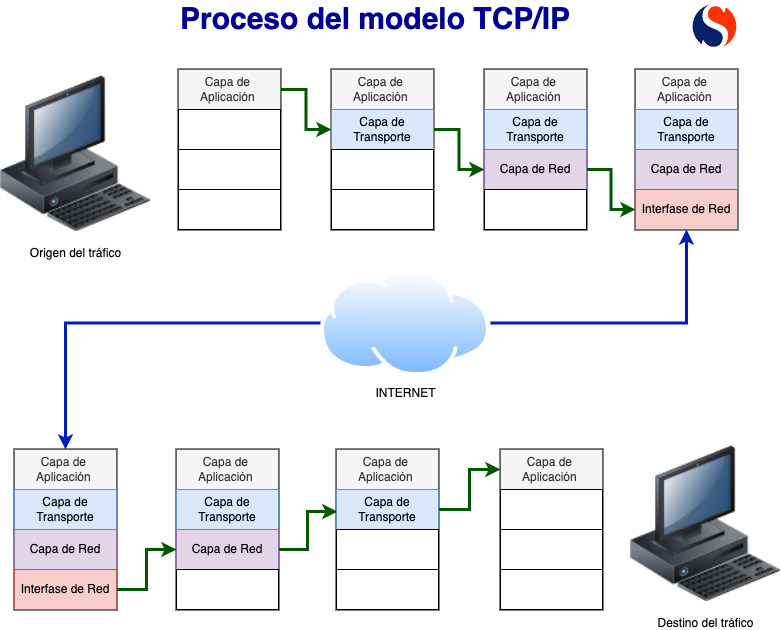 Proceso del modelo TCP/IP
Capa de
Aplicación
Capa de
Aplicación
Capa de
Transporte
Capa de
Aplicación
Capa de
Transporte
Capa de Red
Capa de
Aplicación
Capa de
Transporte
Capa de Red
Interfase de Red
Origen del tráfico
INTERNET
Capa de
Aplicación
Capa de
Transporte
Capa de Red
Interfase de Red
Capa de
Aplicación
Capa de
Transporte
Capa de Red
Capa de
Aplicación
Capa de
Transporte
Capa de
Aplicación
Destino del tráfico